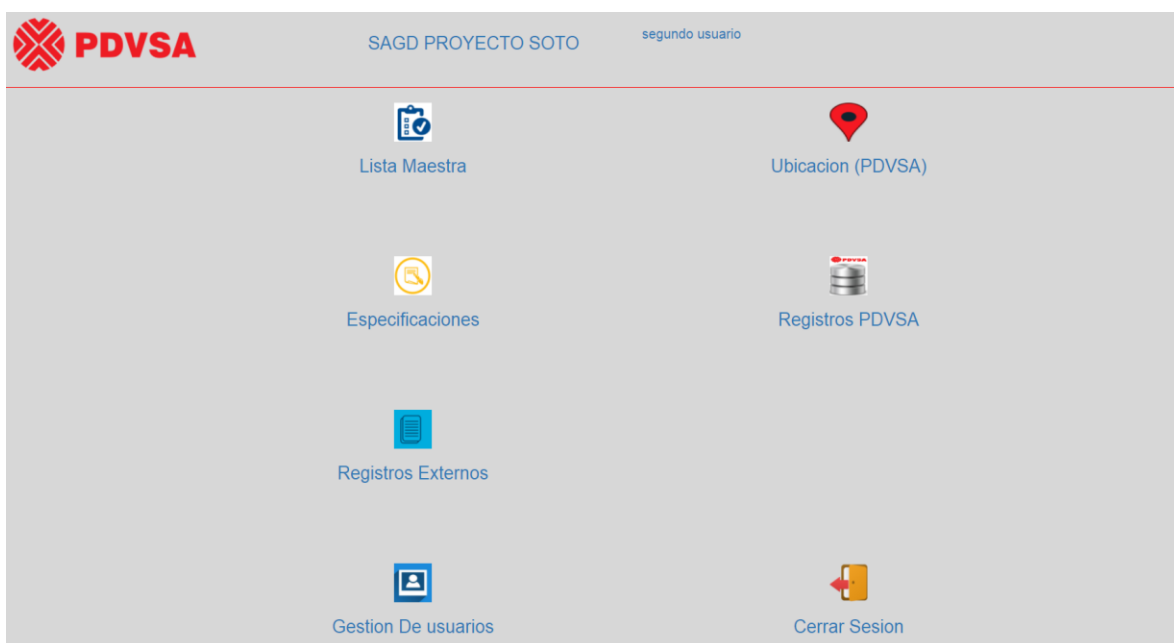 PDVSA
SAGD PROYECTO SOTO
segundo usuario
Lista Maestra
Ubicacion (PDVSA)
PDVSA
Especificaciones
Registros PDVSA
Registros Externos
Gestion De usuarios
Cerrar Sesion